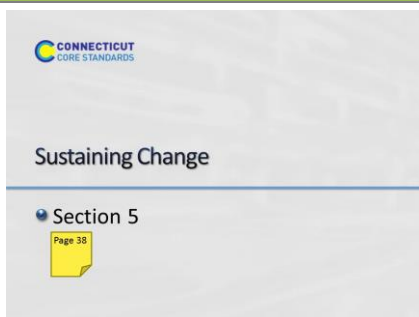 CONNECTICUT
CORE STANDARDS
Sustaining Change
Section 5
Page 38